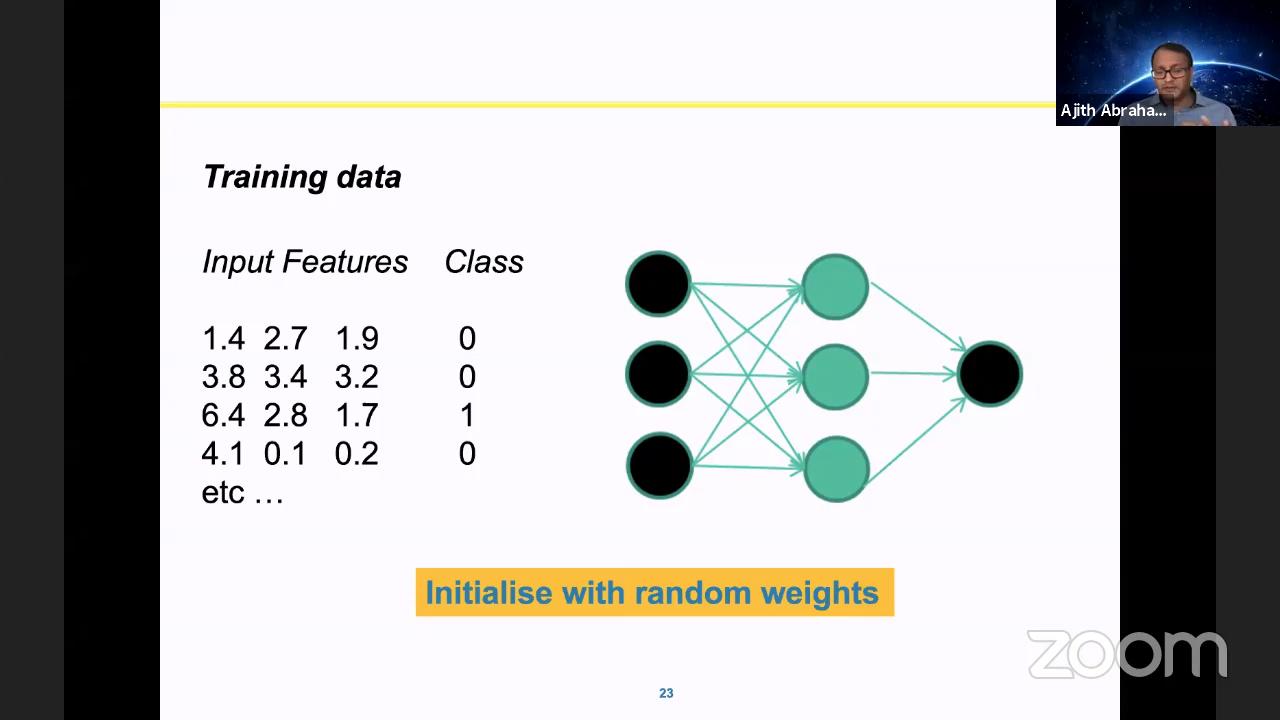 Ajith Abraha...
Training data
Input Features Class
1.4 2.7 1.9 0
3.8 3.4 3.2 0
6.4 2.8 1.7 1
4.1 0.1 0.2 0
etc …
Initialise with random weights
zoom
23